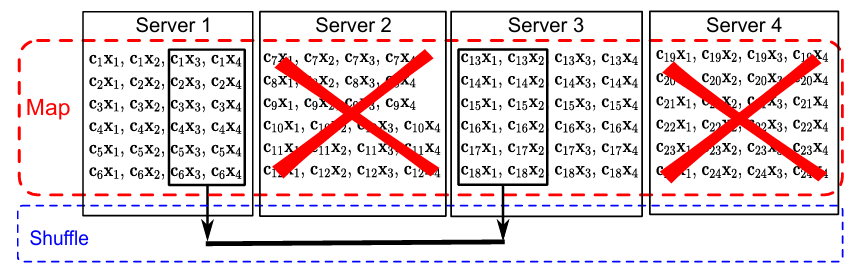 Server 1
c₁x₁, c₁x₂, c₁x₃, c₁x₄
c₂x₁, c₂x₂, c₂x₃, c₂x₄
c₃x₁, c₃x₂, c₃x₃, c₃x₄
c₄x₁, c₄x₂, c₄x₃, c₄x₄
c₅x₁, c₅x₂, c₅x₃, c₅x₄
c₆x₁, c₆x₂, c₆x₃, c₆x₄
Server 2
c₇x₁, c₇x₂, c₇x₃, c₇x₄
c₈x₁, c₈x₃,
c₉x₁, c₉x₂, c₉x₄
c₁₀x₁, c₁₀x₄
c₁₁x₁, c₁₁x₂, c₁₁x₄
c₁₂x₂, c₁₂x₃, c₁₂x₄
Server 3
c₁₃x₁, c₁₃x₂, c₁₃x₃, c₁₃x₄
c₁₄x₁, c₁₄x₂, c₁₄x₃, c₁₄x₄
c₁₅x₁, c₁₅x₂, c₁₅x₃, c₁₅x₄
c₁₆x₁, c₁₆x₂, c₁₆x₃, c₁₆x₄
c₁₇x₁, c₁₇x₂, c₁₇x₃, c₁₇x₄
c₁₈x₁, c₁₈x₂, c₁₈x₃, c₁₈x₄
Server 4
c₁₉x₁, c₁₉x₂, c₁₉x₃, c₁₉x₄
c₂₀x₂, c₂₀x₃, c₂₀x₄
c₂₁x₁, c₂₁x₄
c₂₂x₁, c₂₂x₄
c₂₃x₁, c₂₃x₂, c₂₃x₄
c₂₄x₂, c₂₄x₃, c₂₄x₄
Map
Shuffle